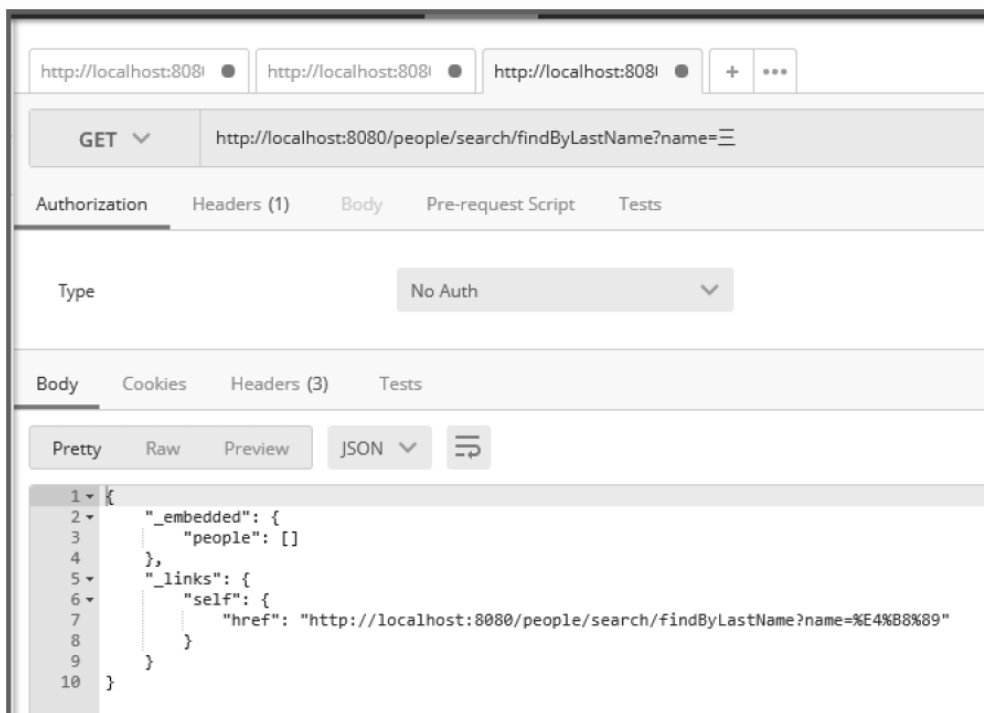 http://localhost:808 http://localhost:808 http://localhost:808 + •••
GET http://localhost:8080/people/search/findByLastName?name=三
Authorization Headers (1) Body Pre-request Script Tests
Type No Auth
Body Cookies Headers (3) Tests
Pretty Raw Preview JSON
1 {
2 "_embedded": {
3 "people": []
4 },
5 "_links": {
6 "self": {
7 "href": "http://localhost:8080/people/search/findByLastName?name=%E4%B8%89"
8 }
9 }
10 }